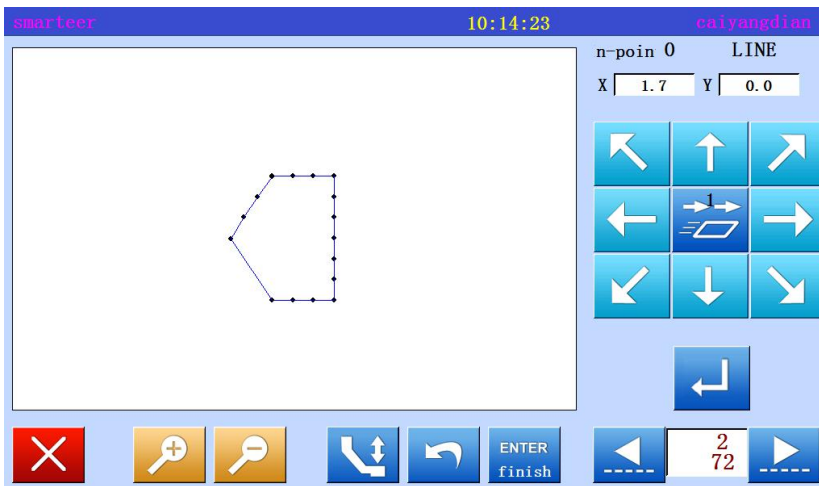 smarteer 10:14:23 caiyangdian
n-poin 0 LINE
X 1.7 Y 0.0
1
ENTER
finish
2
72